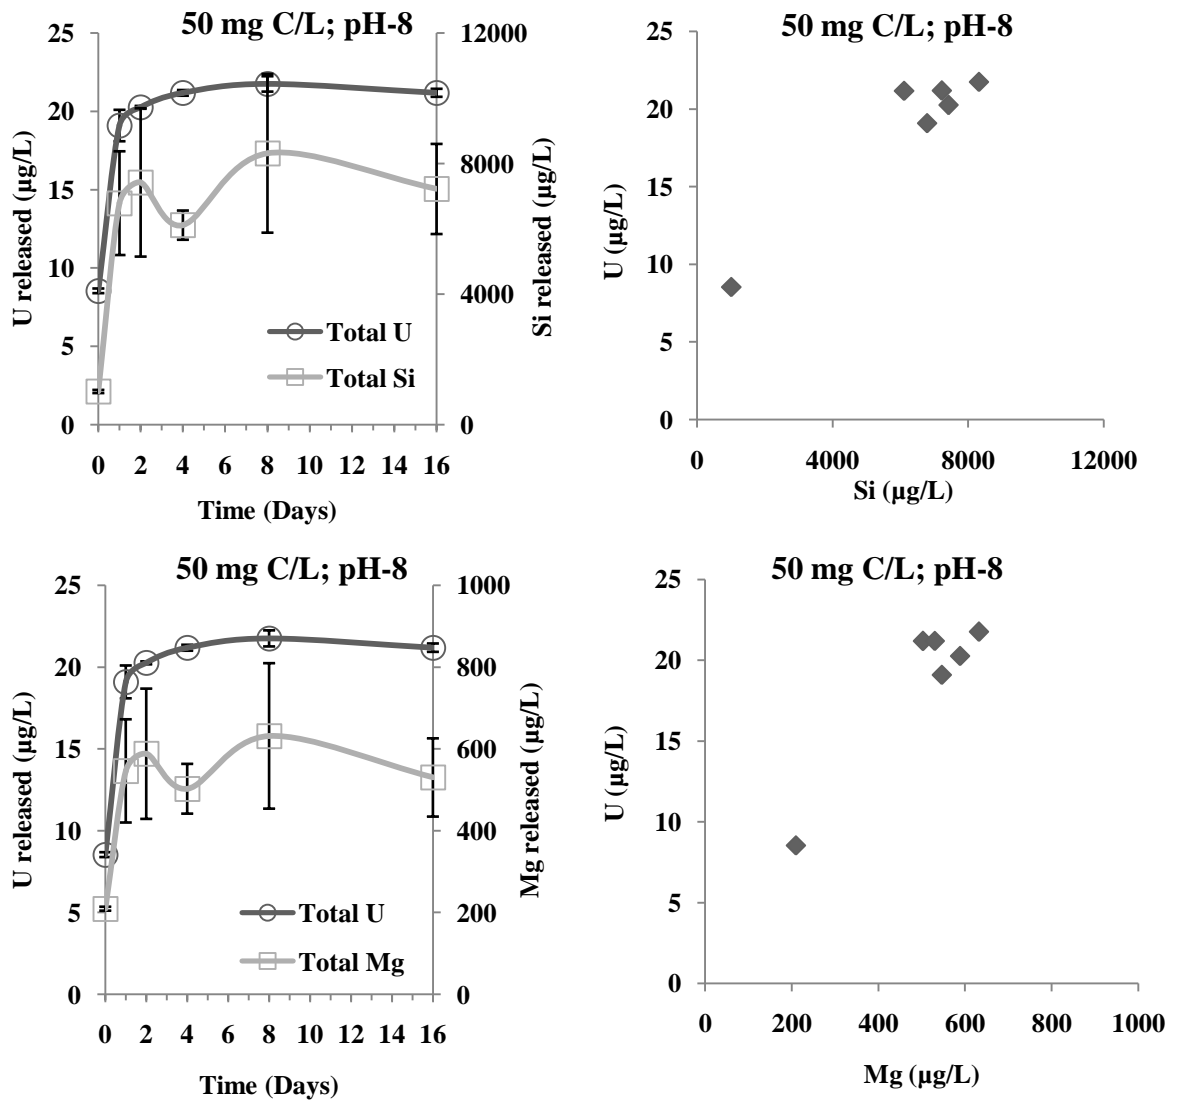 50 mg C/L; pH-8
25
20
15
10
5
0
U released (µg/L)
12000
8000
4000
0
Si released (µg/L)
Total U
Total Si
0 2 4 6 8 10 12 14 16
Time (Days)
50 mg C/L; pH-8
25
20
15
10
5
0
U (µg/L)
0 4000 8000 12000
Si (µg/L)
50 mg C/L; pH-8
25
20
15
10
5
0
U released (µg/L)
1000
800
600
400
200
0
Mg released (µg/L)
Total U
Total Mg
0 2 4 6 8 10 12 14 16
Time (Days)
50 mg C/L; pH-8
25
20
15
10
5
0
U (µg/L)
0 200 400 600 800 1000
Mg (µg/L)